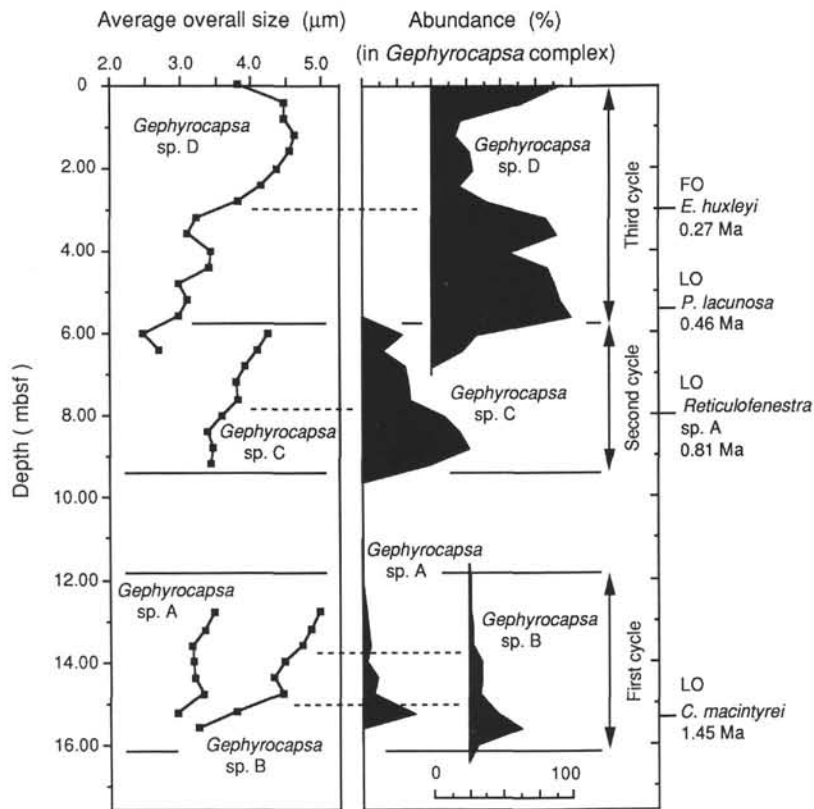 Average overall size (μm)
Abundance (%)
(in Gephyrocapsa complex)
2.0 3.0 4.0 5.0
0
2.00
4.00
6.00
8.00
10.00
12.00
14.00
16.00
Depth ( mbsf )
Gephyrocapsa
sp. D
Gephyrocapsa
sp. C
Gephyrocapsa
sp. A
Gephyrocapsa
sp. B
Gephyrocapsa
sp. D
Gephyrocapsa
sp. C
Gephyrocapsa
sp. A
Gephyrocapsa
sp. B
0 100
Third cycle
Second cycle
First cycle
FO
E. huxleyi
0.27 Ma
LO
P. lacunosa
0.46 Ma
LO
Reticulofenestra
sp. A
0.81 Ma
LO
C. macintyrei
1.45 Ma